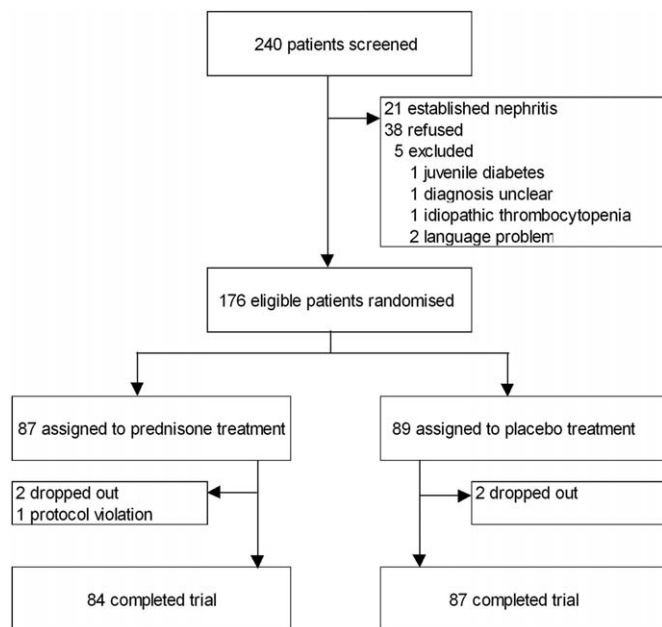 240 patients screened
21 established nephritis
38 refused
5 excluded
1 juvenile diabetes
1 diagnosis unclear
1 idiopathic thrombocytopenia
2 language problem
176 eligible patients randomised
87 assigned to prednisone treatment
89 assigned to placebo treatment
2 dropped out
1 protocol violation
2 dropped out
84 completed trial
87 completed trial